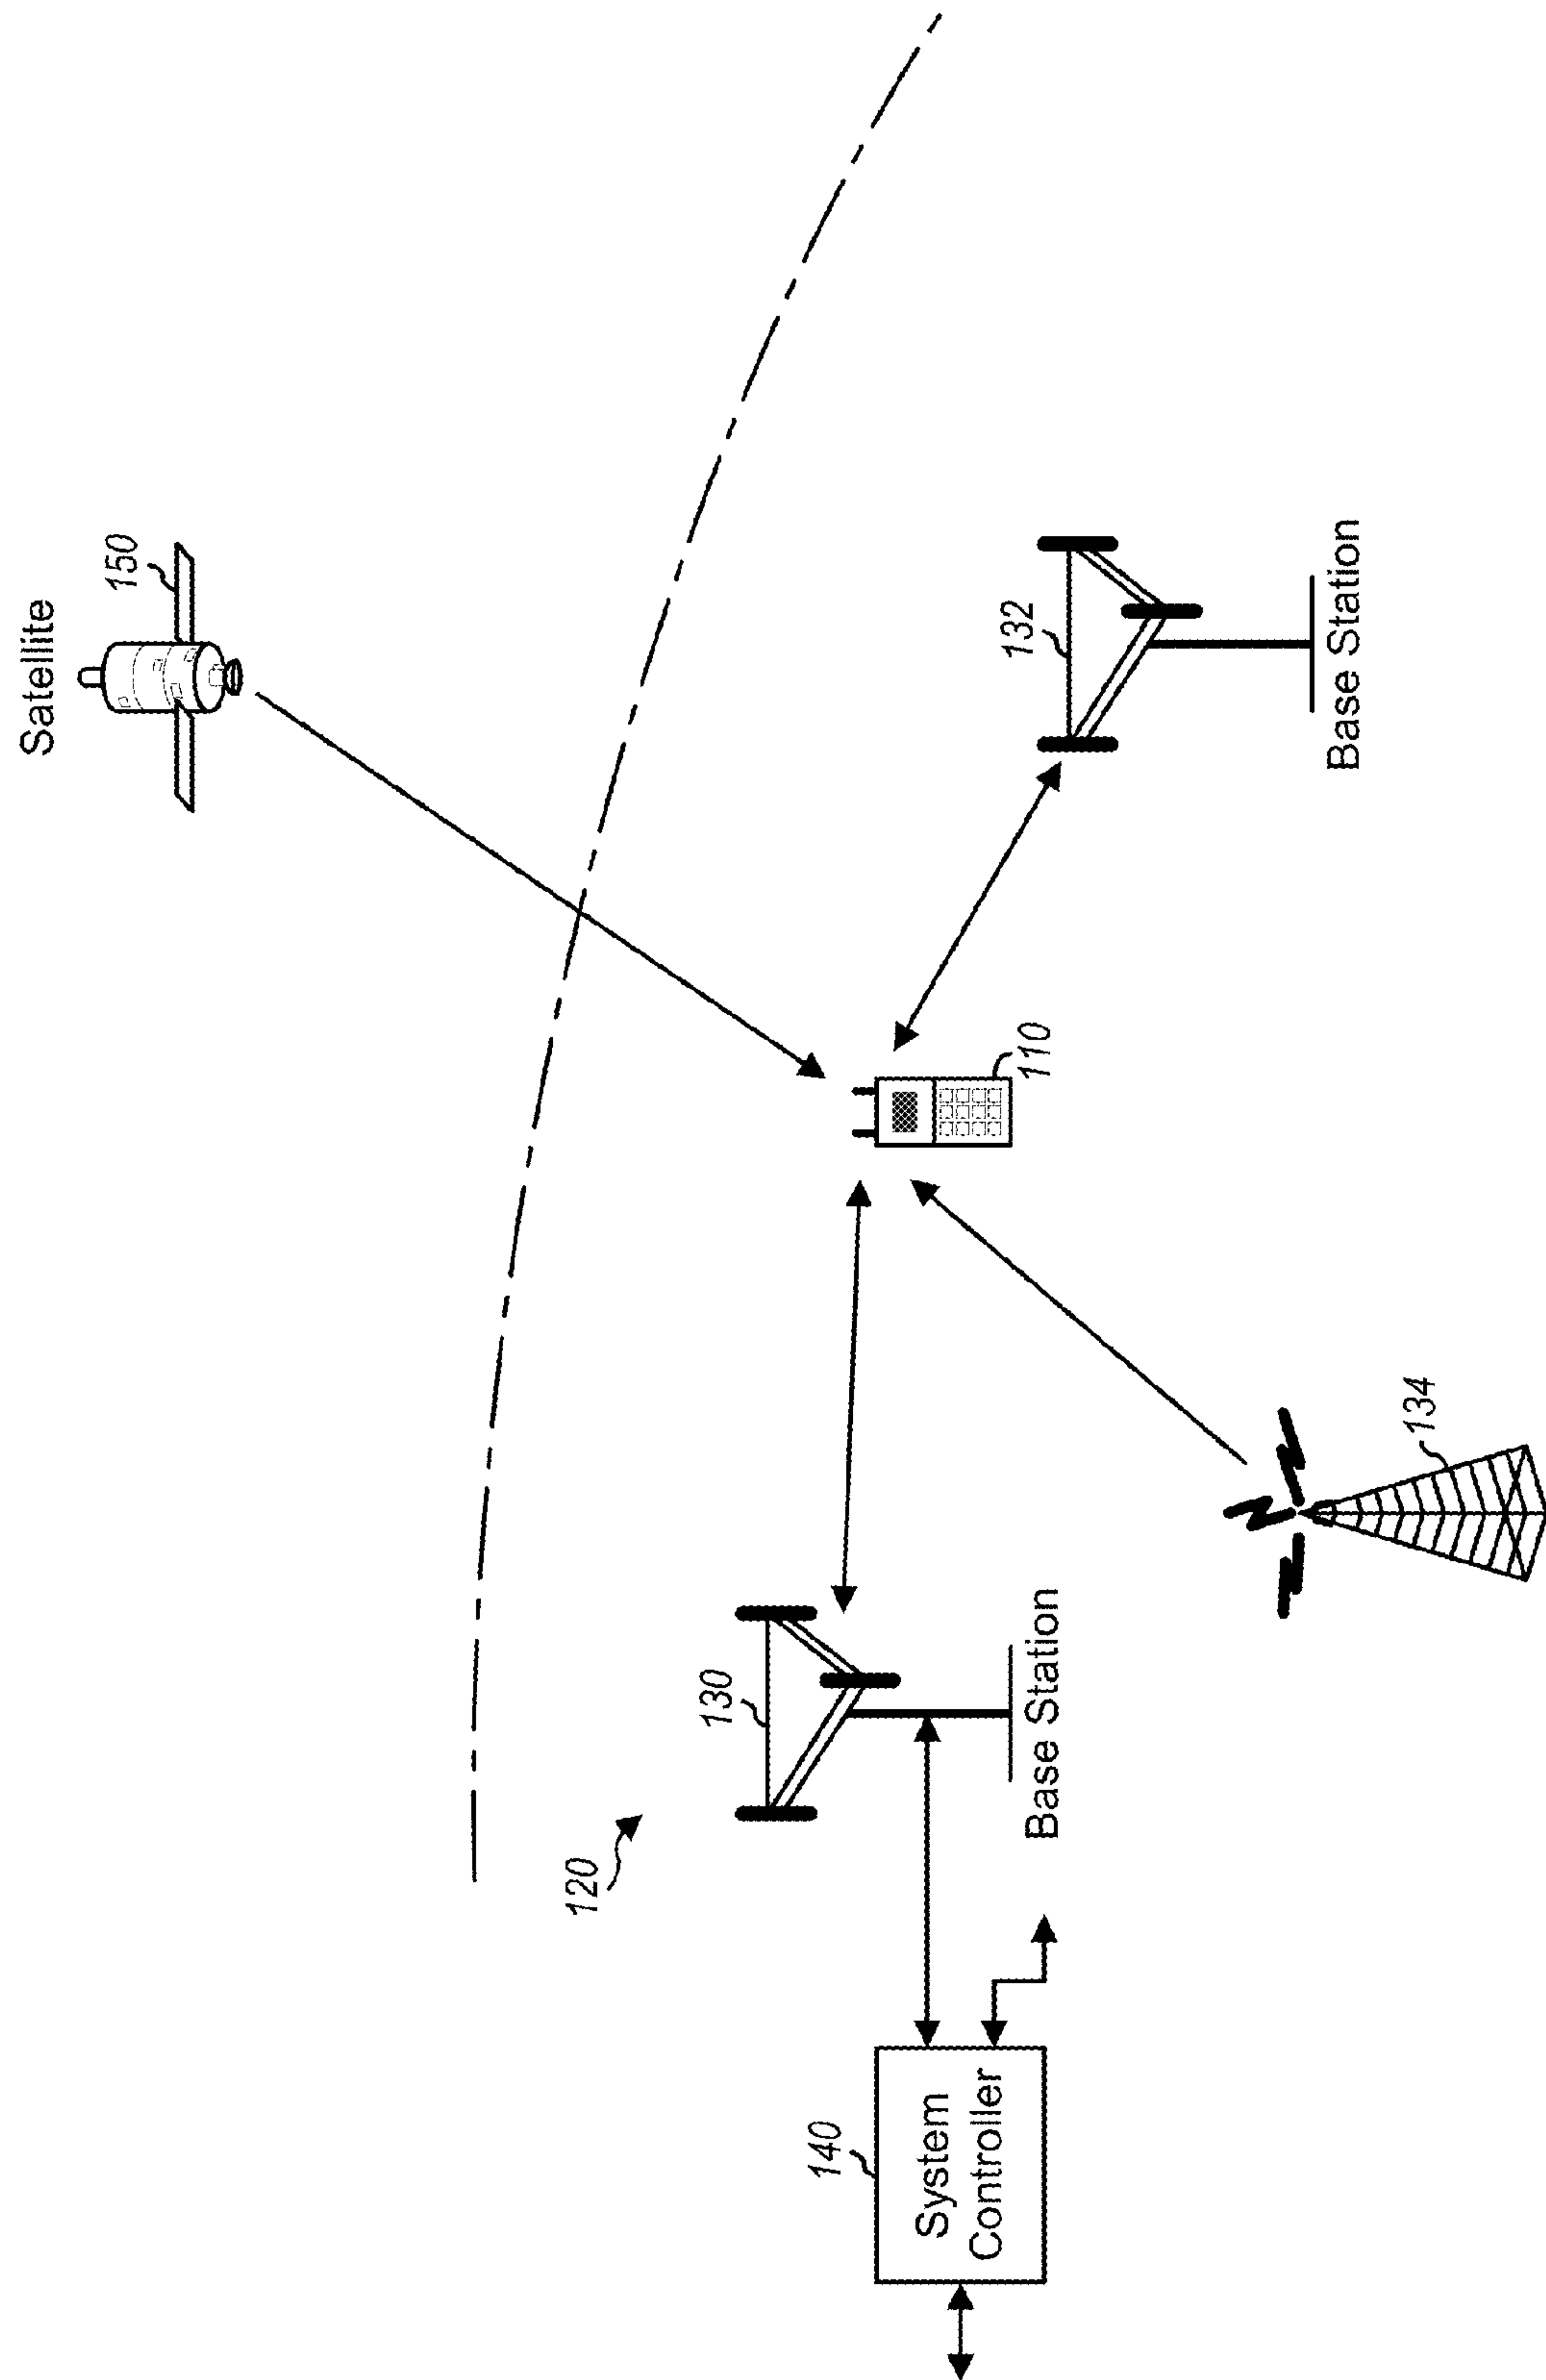 Satellite
150
120
130
132
140
System
Controller
110
Base Station
Base Station
134